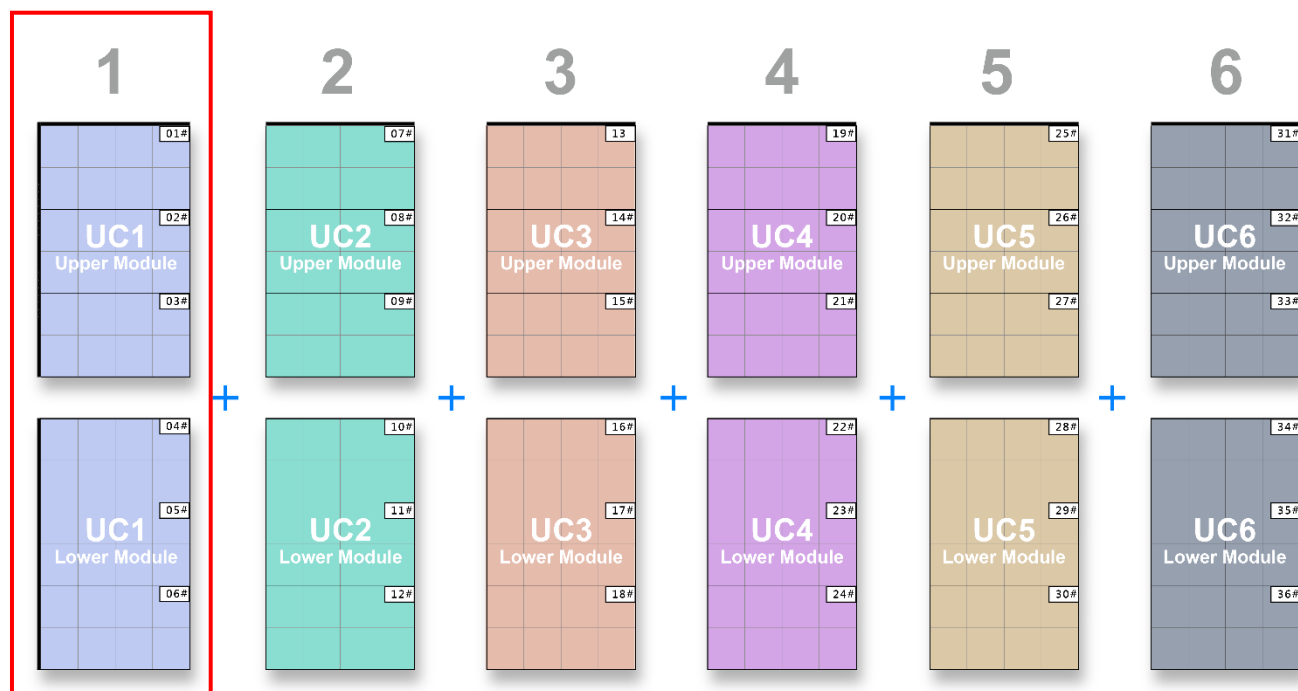 1 2 3 4 5 6
01# 07# 13 19# 25# 31#
02# 08# 14# 20# 26# 32#
UC1 UC2 UC3 UC4 UC5 UC6
Upper Module Upper Module Upper Module Upper Module Upper Module Upper Module
03# 09# 15# 21# 27# 33#
+ + + + +
04# 10# 16# 22# 28# 34#
05# 11# 17# 23# 29# 35#
UC1 UC2 UC3 UC4 UC5 UC6
Lower Module Lower Module Lower Module Lower Module Lower Module Lower Module
06# 12# 18# 24# 30# 36#